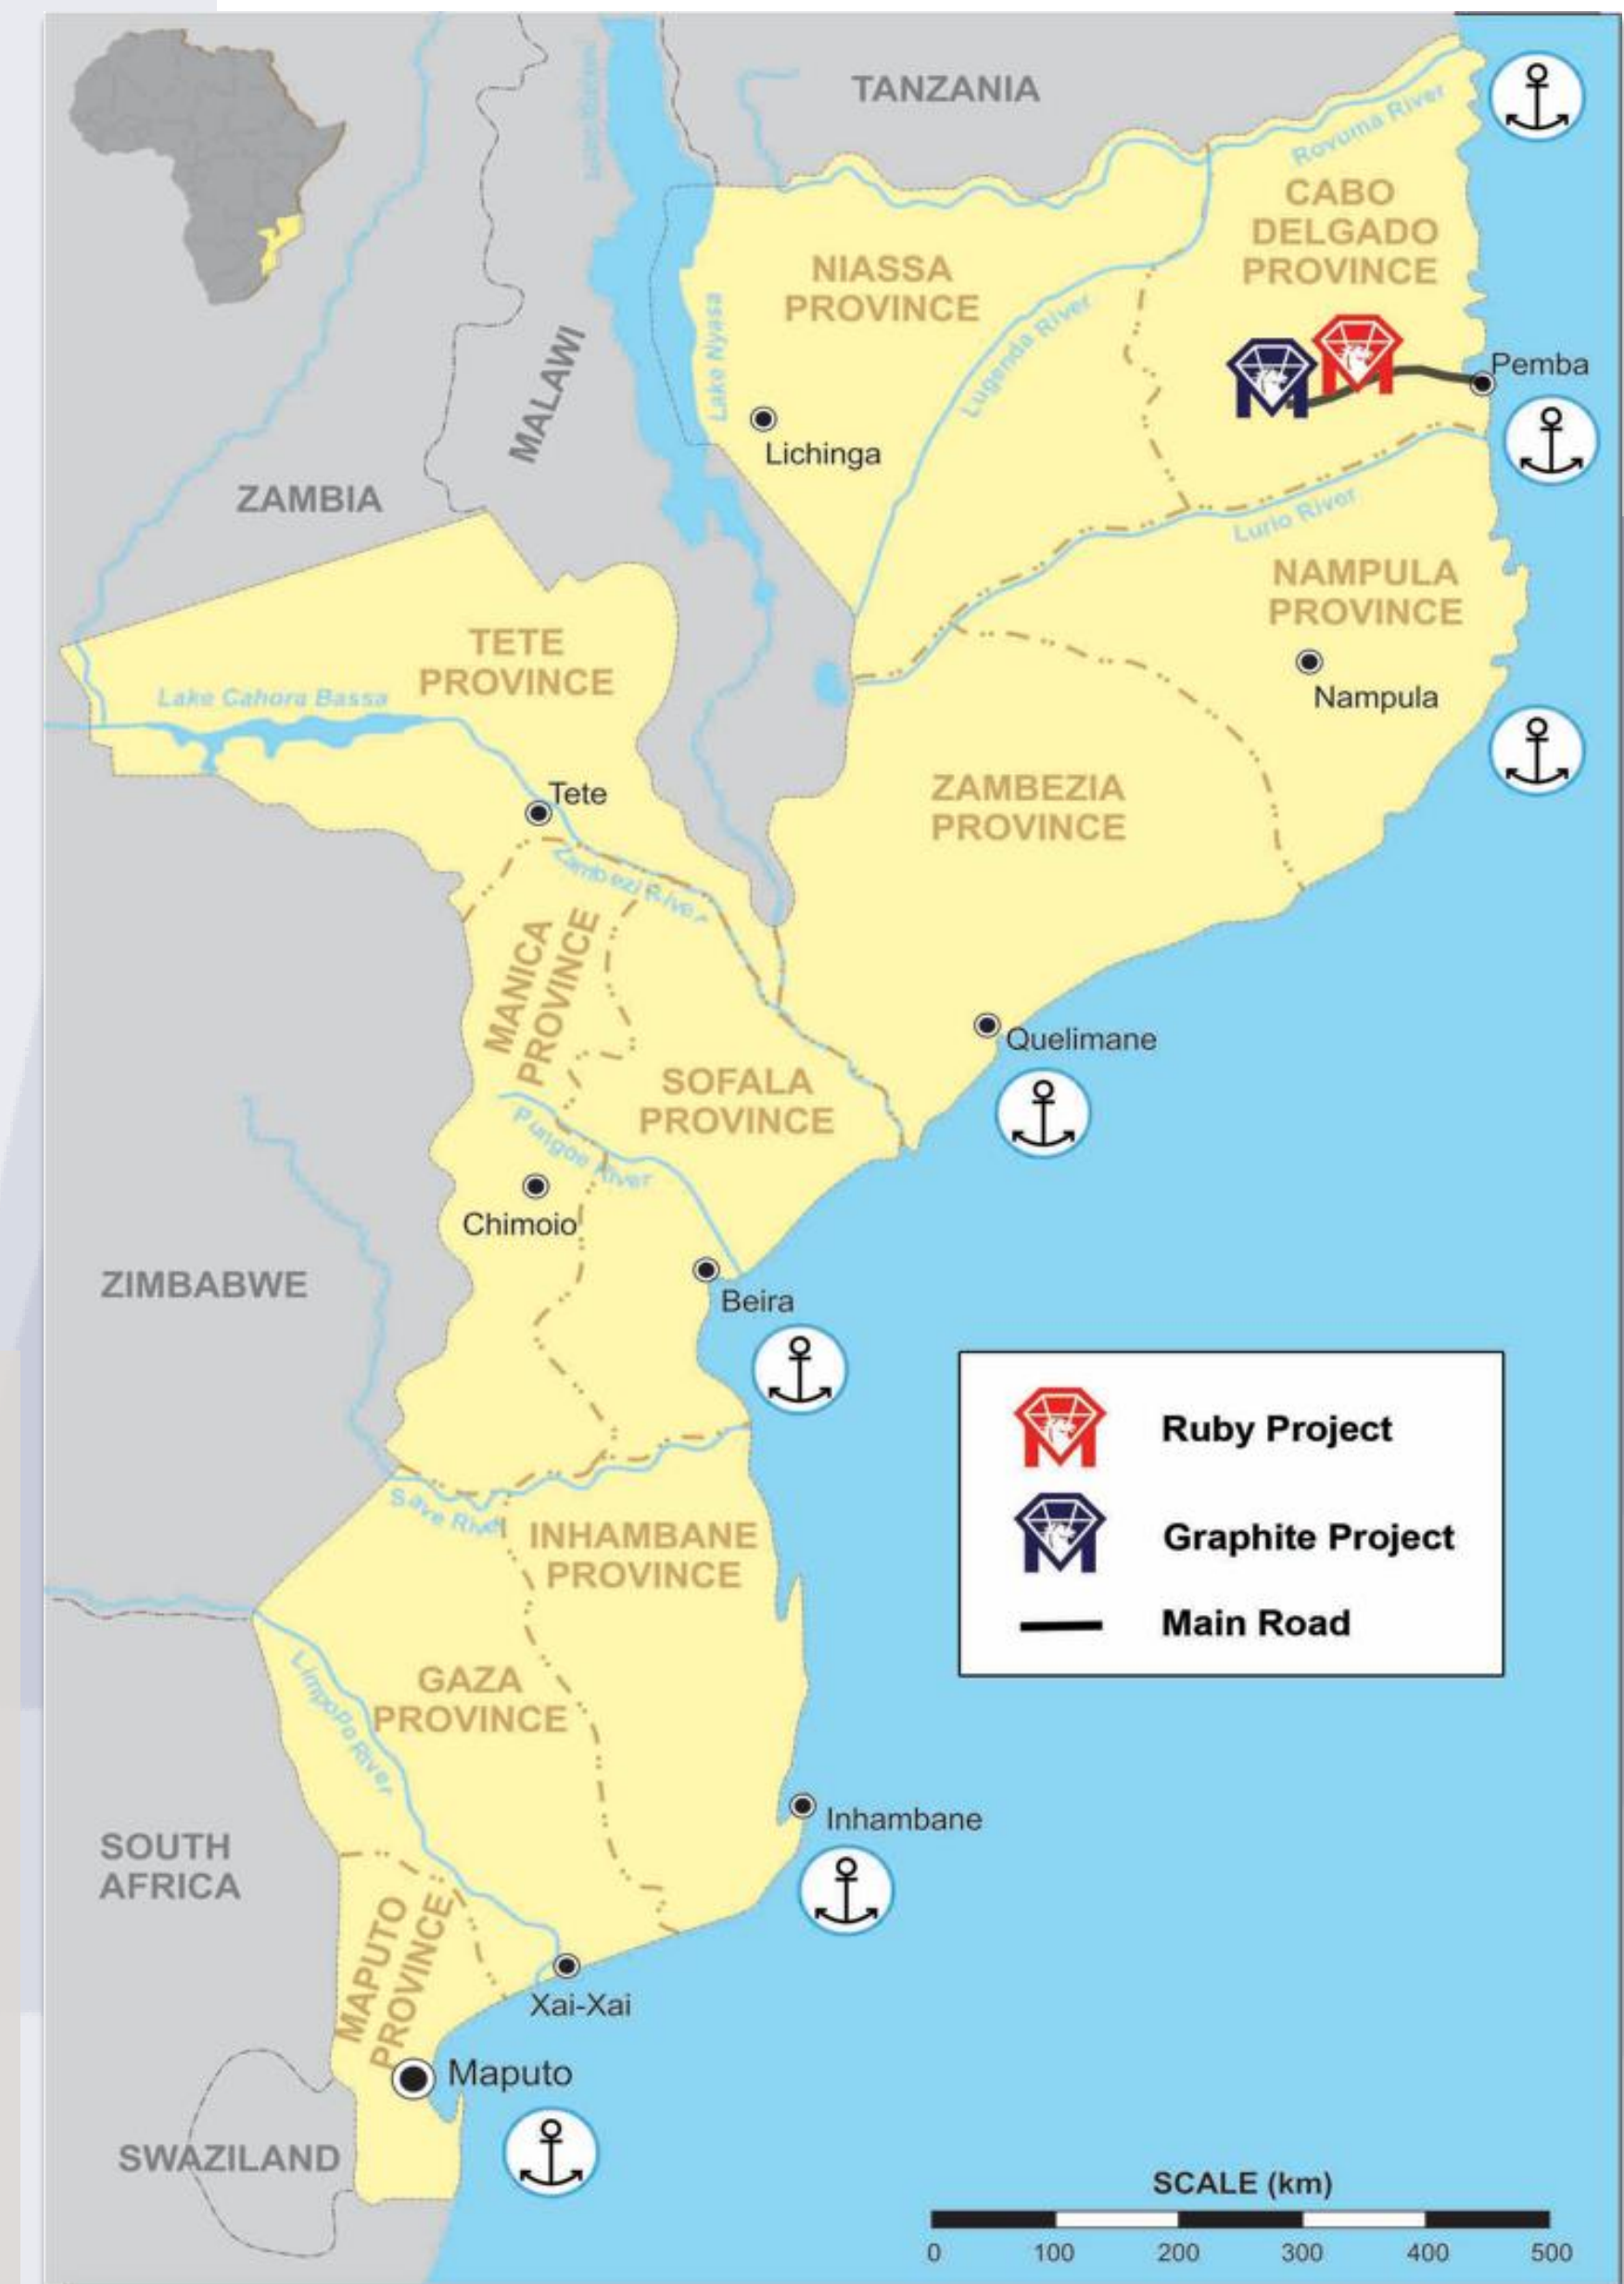 TANZANIA
Rovuma River
CABO
DELGADO
PROVINCE
NIASSA
PROVINCE
Lugenda River
Lake Nyasa
MALAWI
Pemba
Lichinga
ZAMBIA
Lurio River
NAMPULA
PROVINCE
Nampula
TETE
PROVINCE
Lake Cahora Bassa
Tete
ZAMBEZIA
PROVINCE
Zambezi River
MANICA
PROVINCE
Quelimane
SOFALA
PROVINCE
Pungoe River
Chimoio
ZIMBABWE
Beira
Ruby Project
Graphite Project
Main Road
Save River
INHAMBANE
PROVINCE
GAZA
PROVINCE
LimpoPo River
Inhambane
SOUTH
AFRICA
MAPUTO
PROVINCE
Xai-Xai
Maputo
SWAZILAND
SCALE (km)
0 100 200 300 400 500